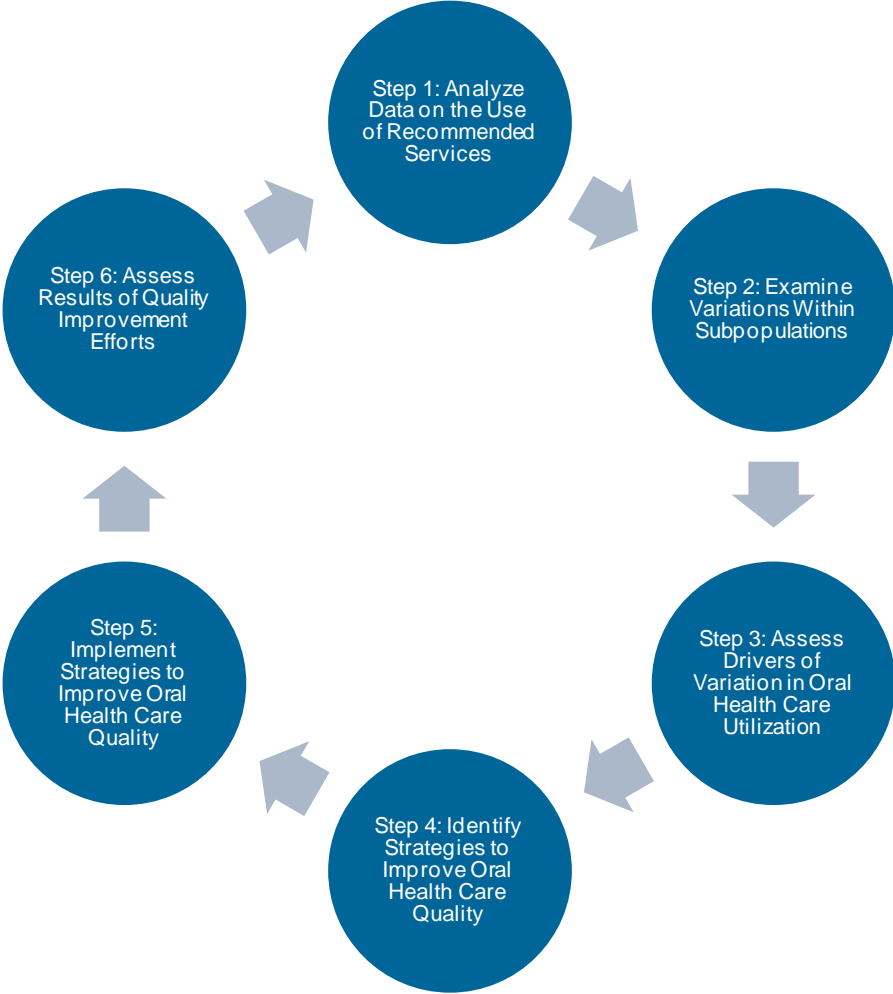 Step 1: Analyze
Data on the Use
of Recommended
Services
Step 2: Examine
Variations Within
Subpopulations
Step 3: Assess
Drivers of
Variation in Oral
Health Care
Utilization
Step 4: Identify
Strategies to
Improve Oral
Health Care
Quality
Step 5:
Implement
Strategies to
Improve Oral
Health Care
Quality
Step 6: Assess
Results of Quality
Improvement
Efforts